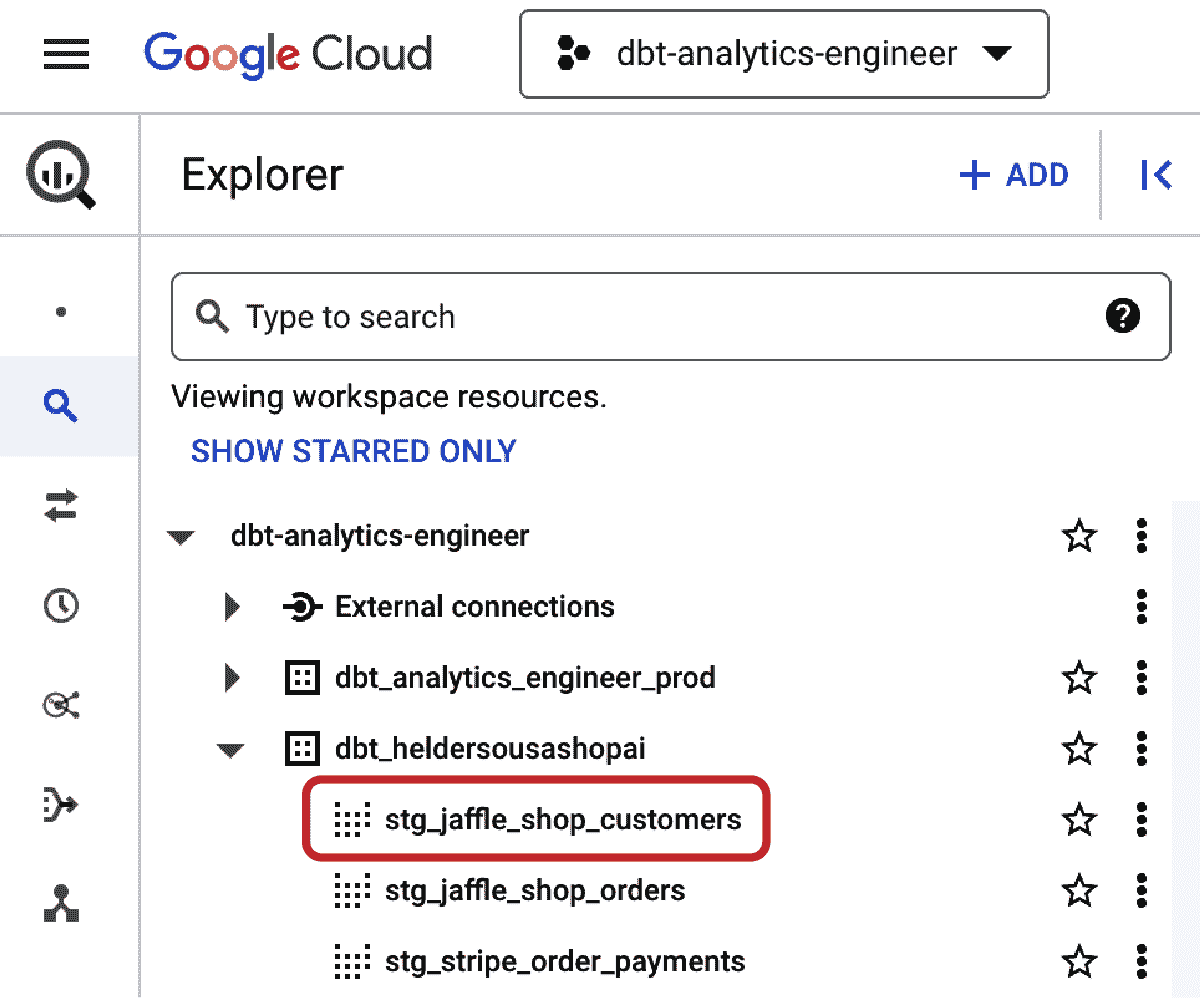 Google Cloud
dbt-analytics-engineer
Explorer
+ ADD
Type to search
?
Viewing workspace resources.
SHOW STARRED ONLY
dbt-analytics-engineer
External connections
dbt_analytics_engineer_prod
dbt_heldersousashopai
stg_jaffle_shop_customers
stg_jaffle_shop_orders
stg_stripe_order_payments